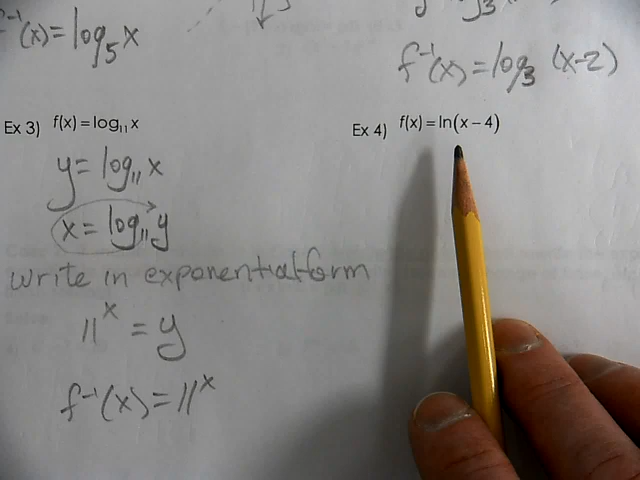 f⁻¹(x) = log₅x
f⁻¹(x) = log₃ (x-2)
Ex 3) f(x) = log₁₁ x
y = log₁₁ x
x = log₁₁ y
write in exponential form
11ˣ = y
f⁻¹(x) = 11ˣ
Ex 4) f(x) = ln(x − 4)